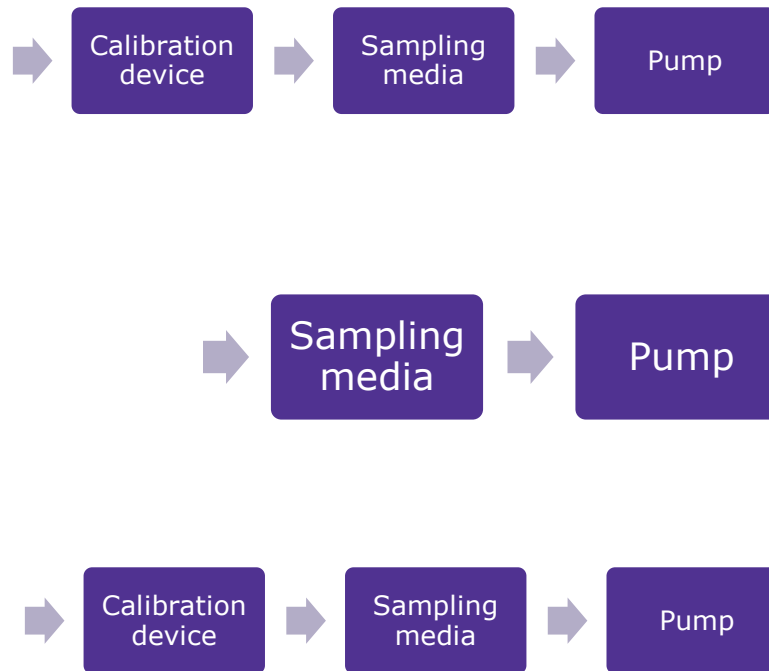 Calibration
device
Sampling
media
Pump
Sampling
media
Pump
Calibration
device
Sampling
media
Pump